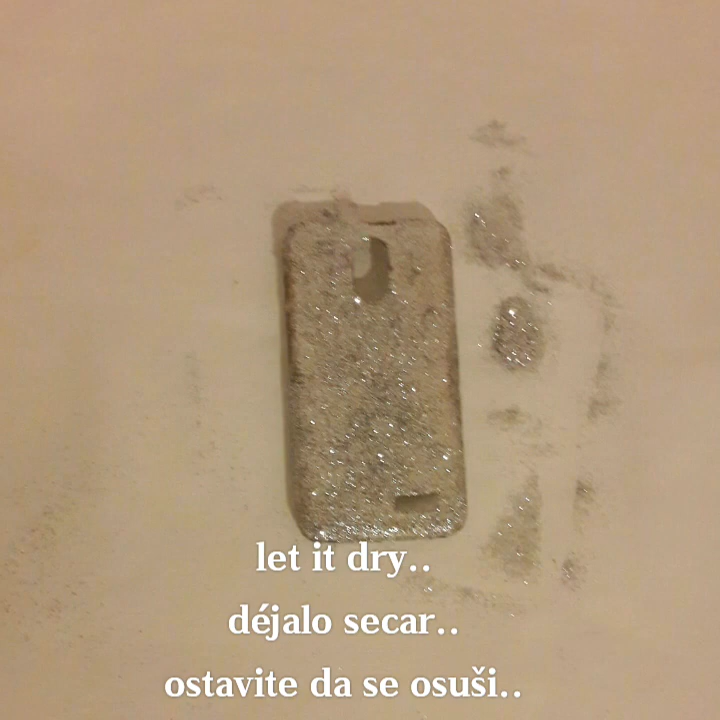 let it dry..
déjalo secar..
ostavite da se osuši..